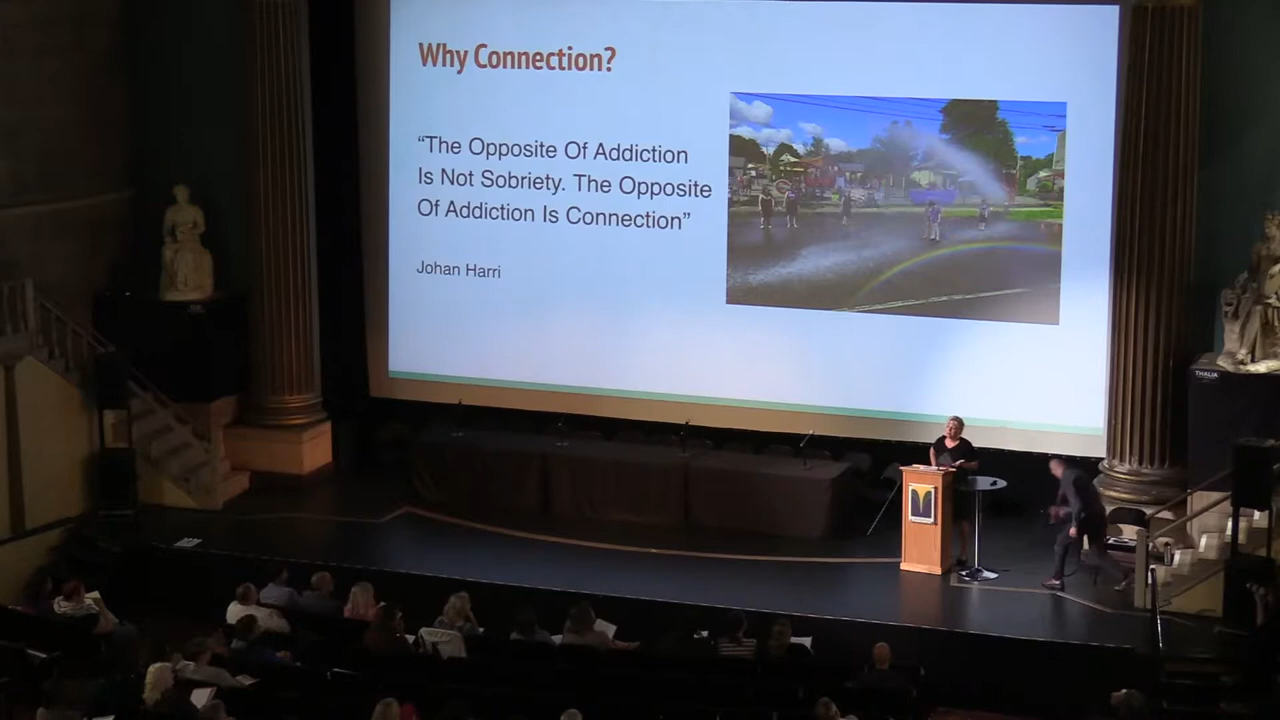 Why Connection?
“The Opposite Of Addiction
Is Not Sobriety. The Opposite
Of Addiction Is Connection”
Johan Harri
THALIA